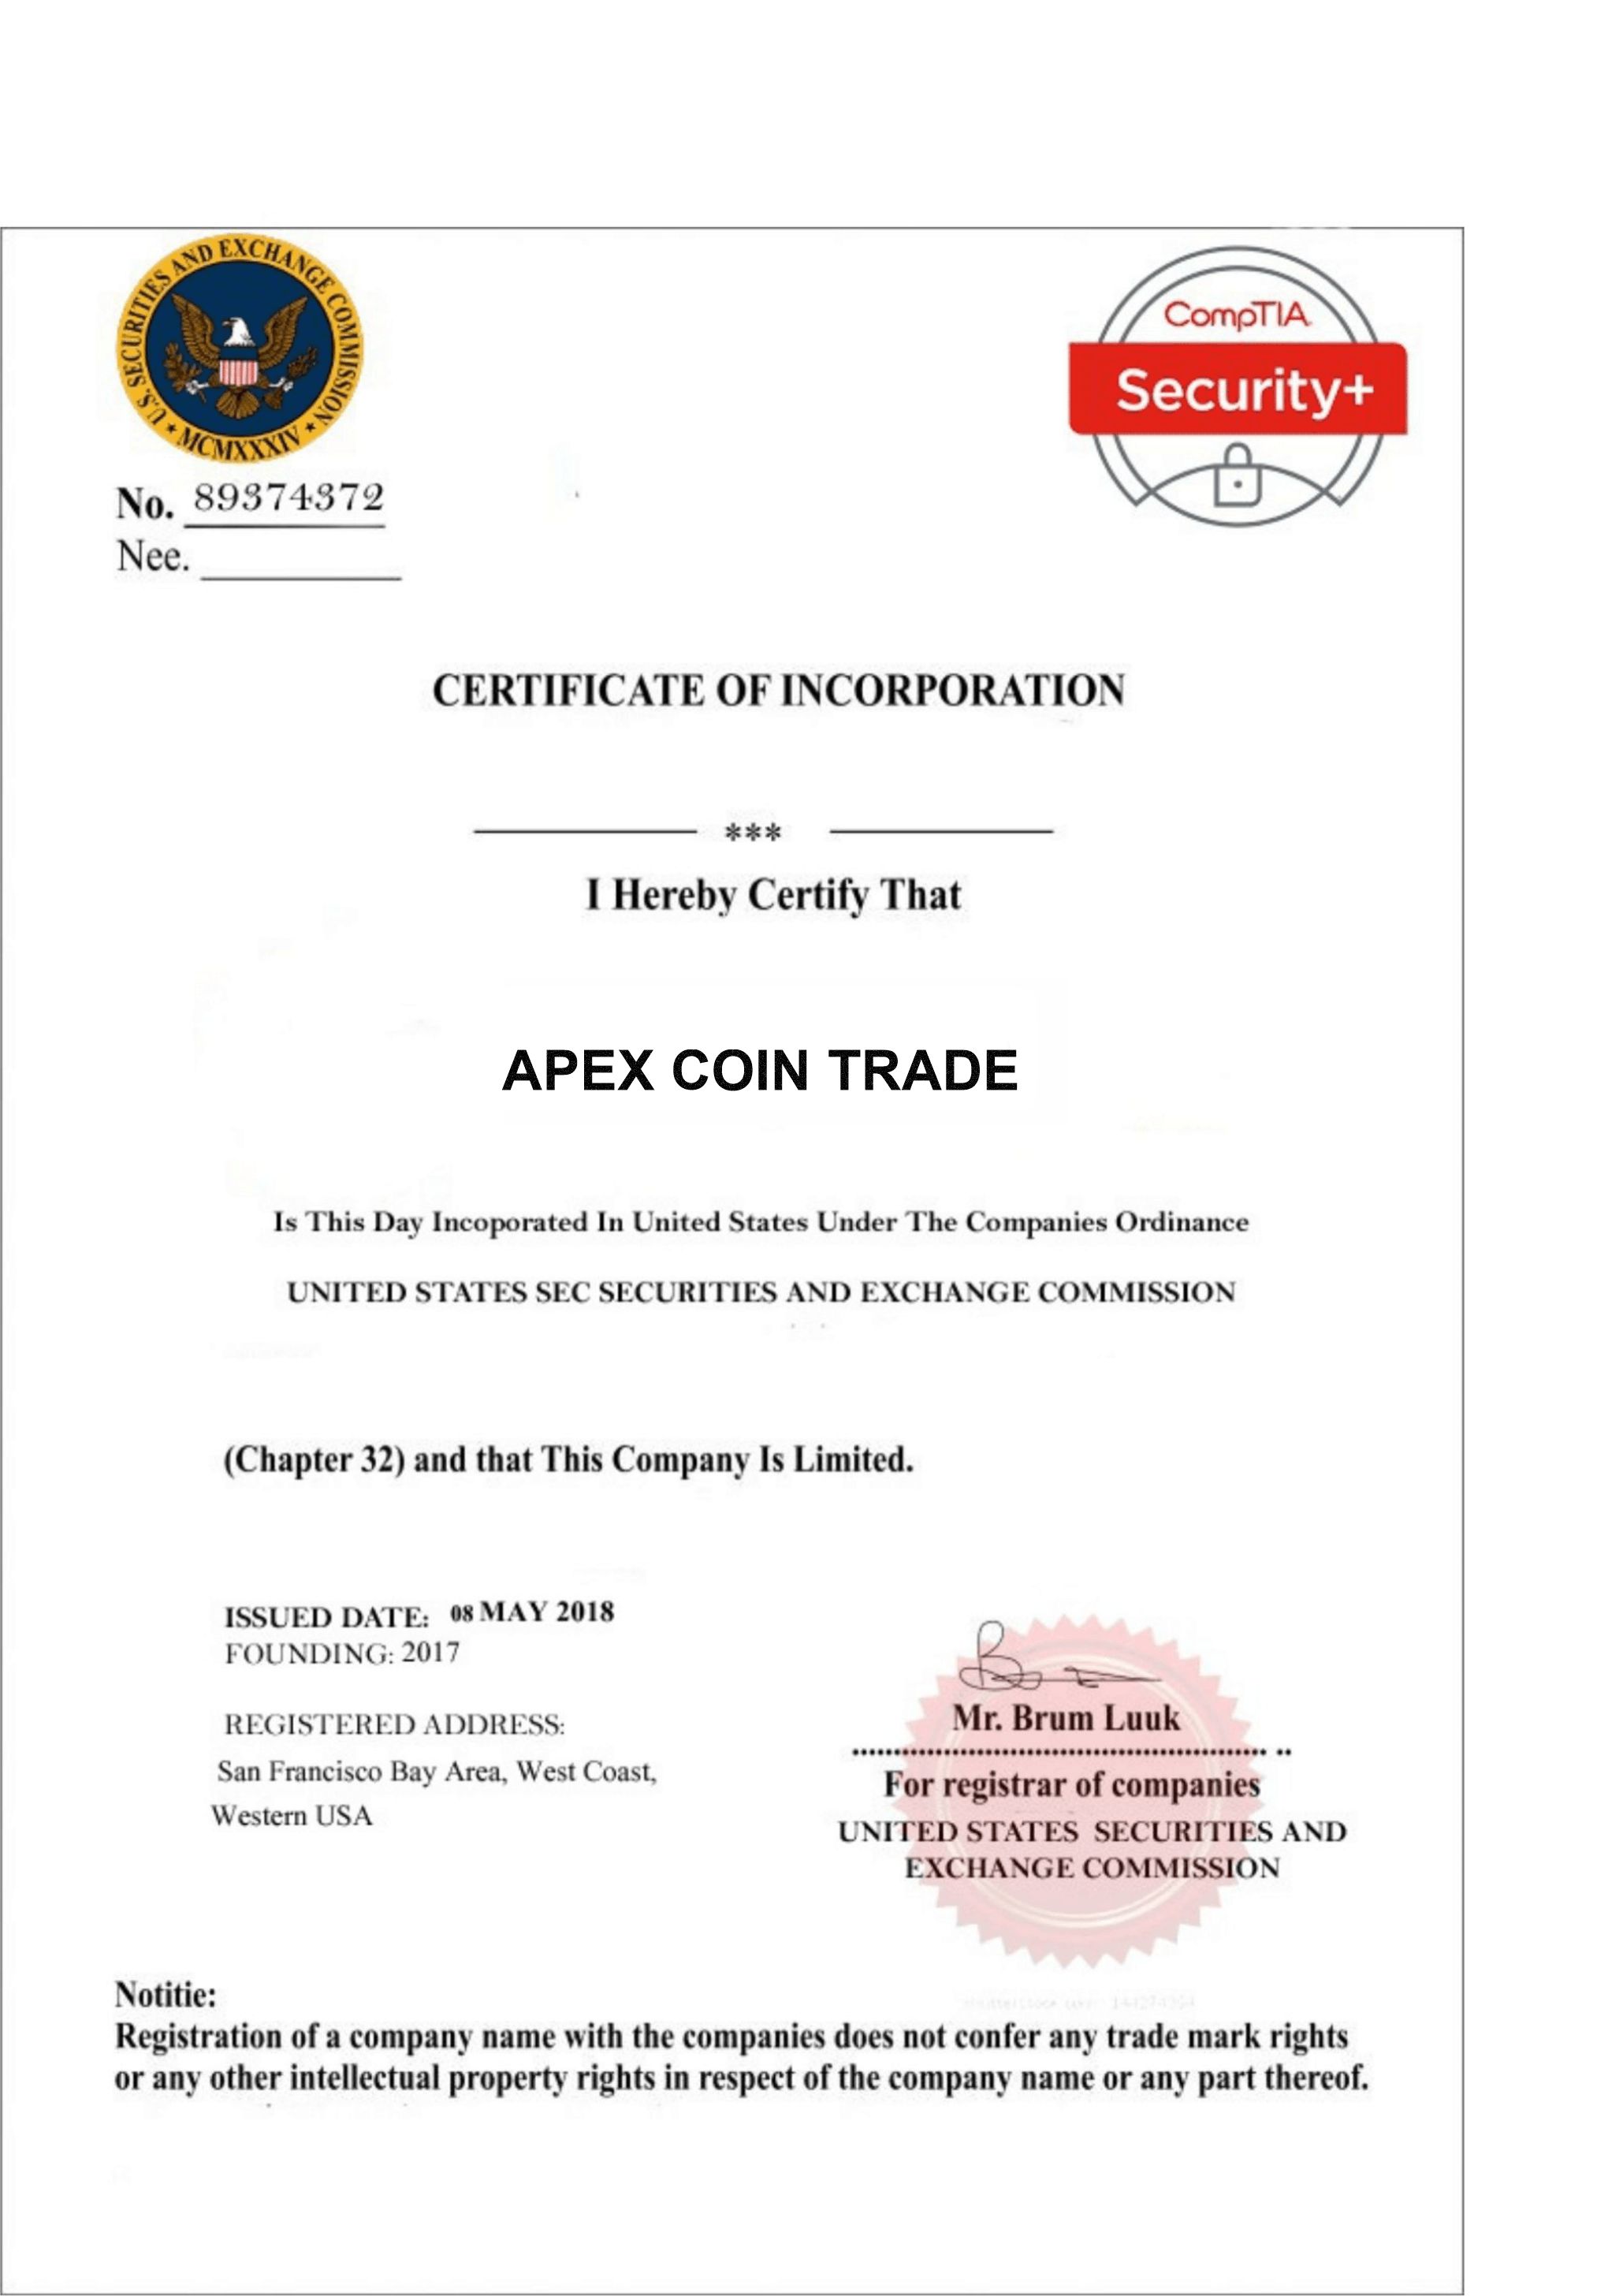 U.S. SECURITIES AND EXCHANGE COMMISSION
MCMXXXIV
CompTIA
Security+
No. 89374372
Nee.
CERTIFICATE OF INCORPORATION
***
I Hereby Certify That
APEX COIN TRADE
Is This Day Incoporated In United States Under The Companies Ordinance
UNITED STATES SEC SECURITIES AND EXCHANGE COMMISSION
(Chapter 32) and that This Company Is Limited.
ISSUED DATE: 08 MAY 2018
FOUNDING: 2017
REGISTERED ADDRESS:
San Francisco Bay Area, West Coast,
Western USA
Mr. Brum Luuk
For registrar of companies
UNITED STATES SECURITIES AND
EXCHANGE COMMISSION
Notitie:
Registration of a company name with the companies does not confer any trade mark rights
or any other intellectual property rights in respect of the company name or any part thereof.